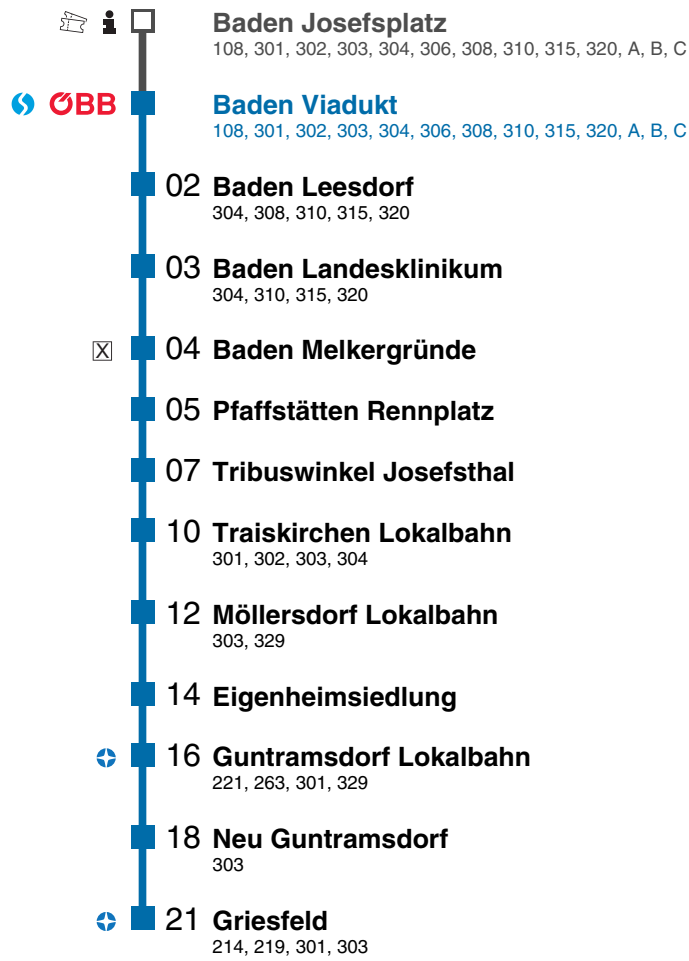 Baden Josefsplatz
108, 301, 302, 303, 304, 306, 308, 310, 315, 320, A, B, C
ÖBB Baden Viadukt
108, 301, 302, 303, 304, 306, 308, 310, 315, 320, A, B, C
02 Baden Leesdorf
304, 308, 310, 315, 320
03 Baden Landesklinikum
304, 310, 315, 320
X 04 Baden Melkergründe
05 Pfaffstätten Rennplatz
07 Tribuswinkel Josefsthal
10 Traiskirchen Lokalbahn
301, 302, 303, 304
12 Möllersdorf Lokalbahn
303, 329
14 Eigenheimsiedlung
16 Guntramsdorf Lokalbahn
221, 263, 301, 329
18 Neu Guntramsdorf
303
21 Griesfeld
214, 219, 301, 303